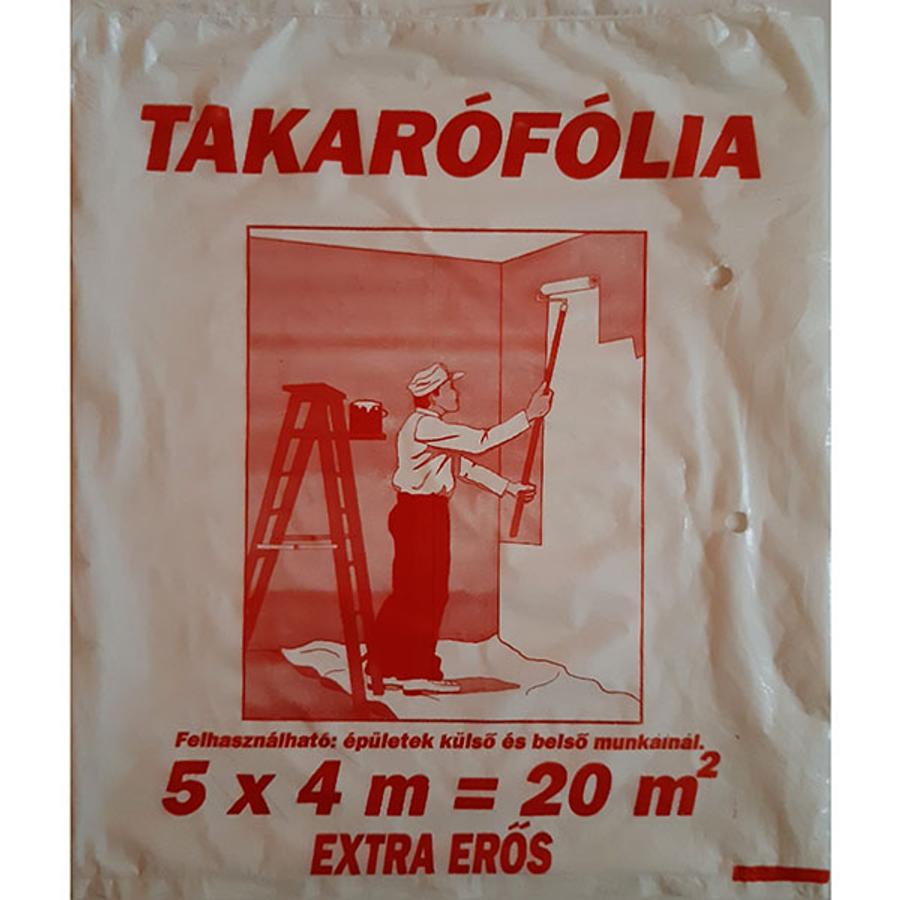 TAKARÓFÓLIA
Felhasználható: épületek külső és belső munkáinál.
5 x 4 m = 20 m²
EXTRA ERŐS